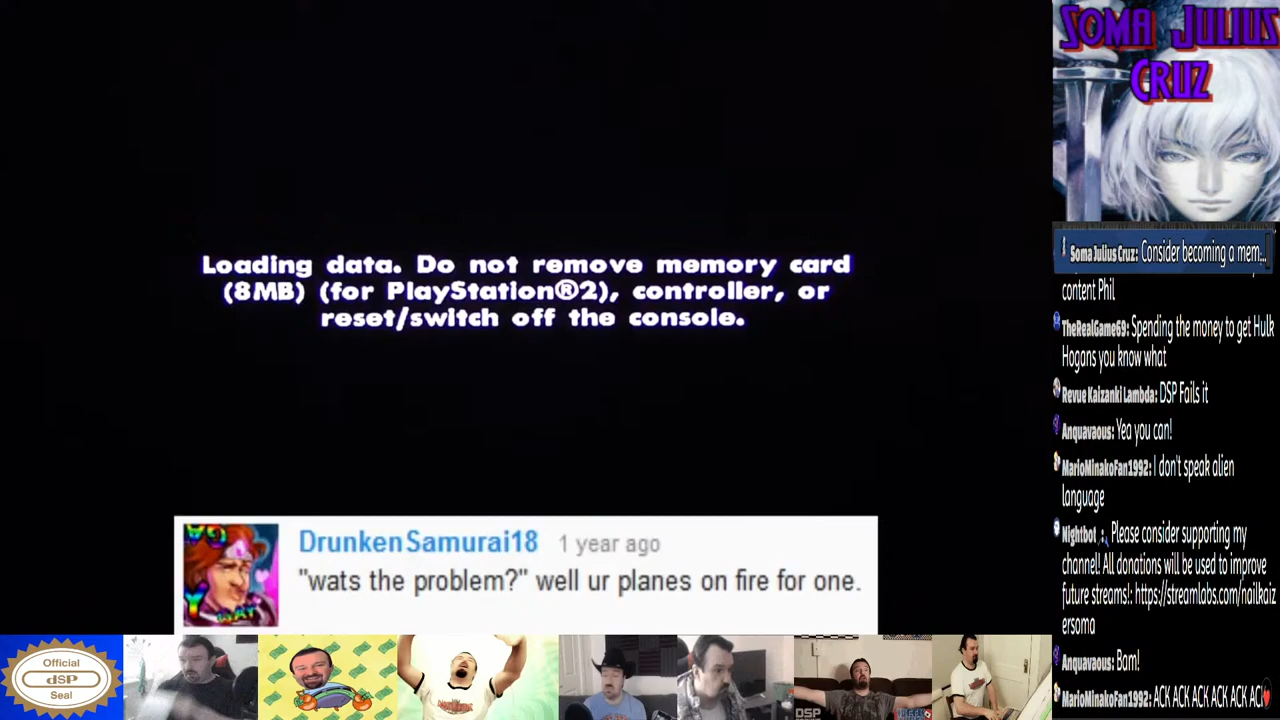 Loading data. Do not remove memory card
(8MB) (for PlayStation®2), controller, or
reset/switch off the console.
DrunkenSamurai18 1 year ago
"wats the problem?" well ur planes on fire for one.
Official
dSP
Seal
DSP
SOMA JULIUS
CRUZ
Soma Julius Cruz: Consider becoming a mem...
content Phil
TheRealGame69: Spending the money to get Hulk
Hogans you know what
Revue Kaizanki Lambda: DSP Fails it
Anquavaous: Yea you can!
MarioMinakoFan1992: I don't speak alien
language
Nightbot: Please consider supporting my
channel! All donations will be used to improve
future streams!: https://streamlabs.com/nailkaiz
ersoma
Anquavaous: Bam!
MarioMinakoFan1992: ACK ACK ACK ACK ACK ACK